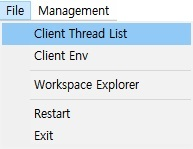 File Management
Client Thread List
Client Env
Workspace Explorer
Restart
Exit